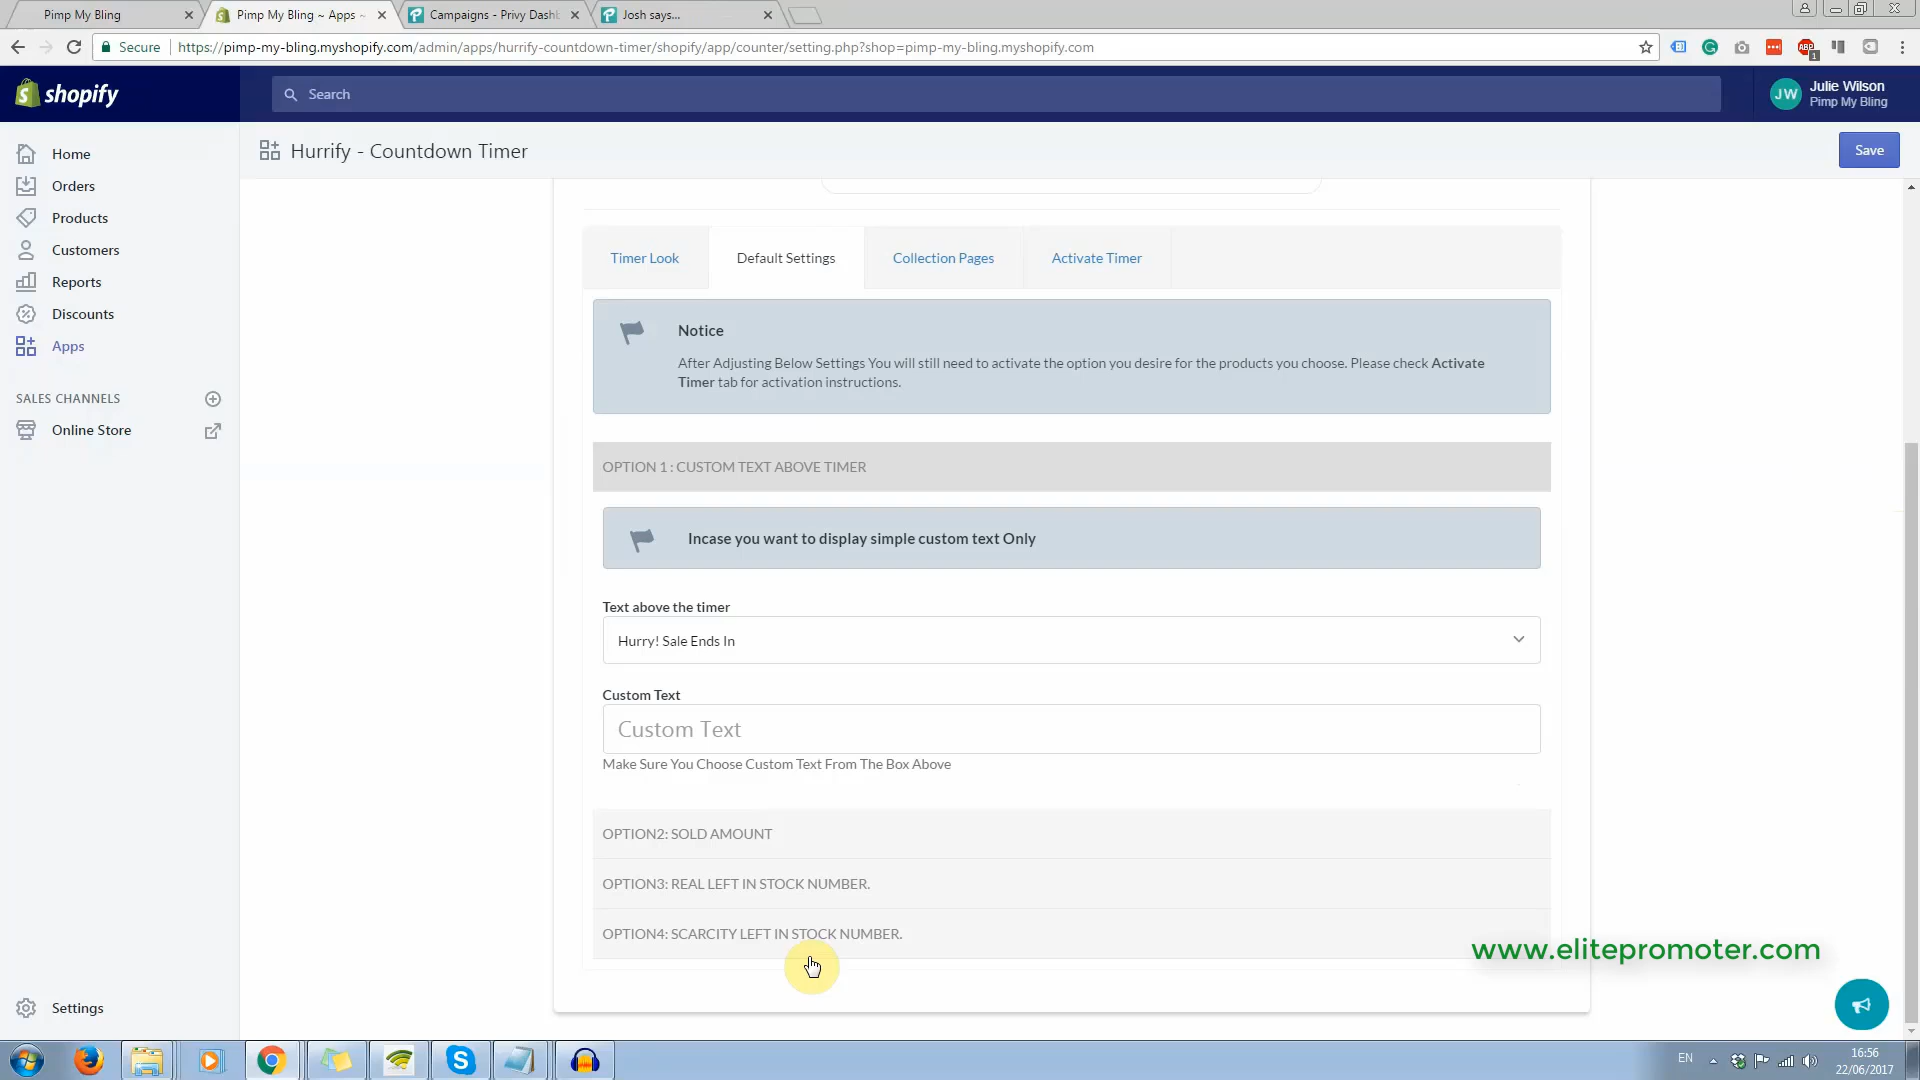 Pimp My Bling
Pimp My Bling ~ Apps ~
Campaigns - Privy Dashb
Josh says...
Secure
https://pimp-my-bling.myshopify.com/admin/apps/hurrify-countdown-timer/shopify/app/counter/setting.php?shop=pimp-my-bling.myshopify.com
ABP
1
shopify
Search
JW
Julie Wilson
Pimp My Bling
Home
Orders
Products
Customers
Reports
Discounts
Apps
SALES CHANNELS
Online Store
Settings
Hurrify - Countdown Timer
Save
Timer Look
Default Settings
Collection Pages
Activate Timer
Notice
After Adjusting Below Settings You will still need to activate the option you desire for the products you choose. Please check Activate
Timer tab for activation instructions.
OPTION 1 : CUSTOM TEXT ABOVE TIMER
Incase you want to display simple custom text Only
Text above the timer
Hurry! Sale Ends In
Custom Text
Custom Text
Make Sure You Choose Custom Text From The Box Above
OPTION2: SOLD AMOUNT
OPTION3: REAL LEFT IN STOCK NUMBER.
OPTION4: SCARCITY LEFT IN STOCK NUMBER.
www.elitepromoter.com
EN
16:56
22/06/2017